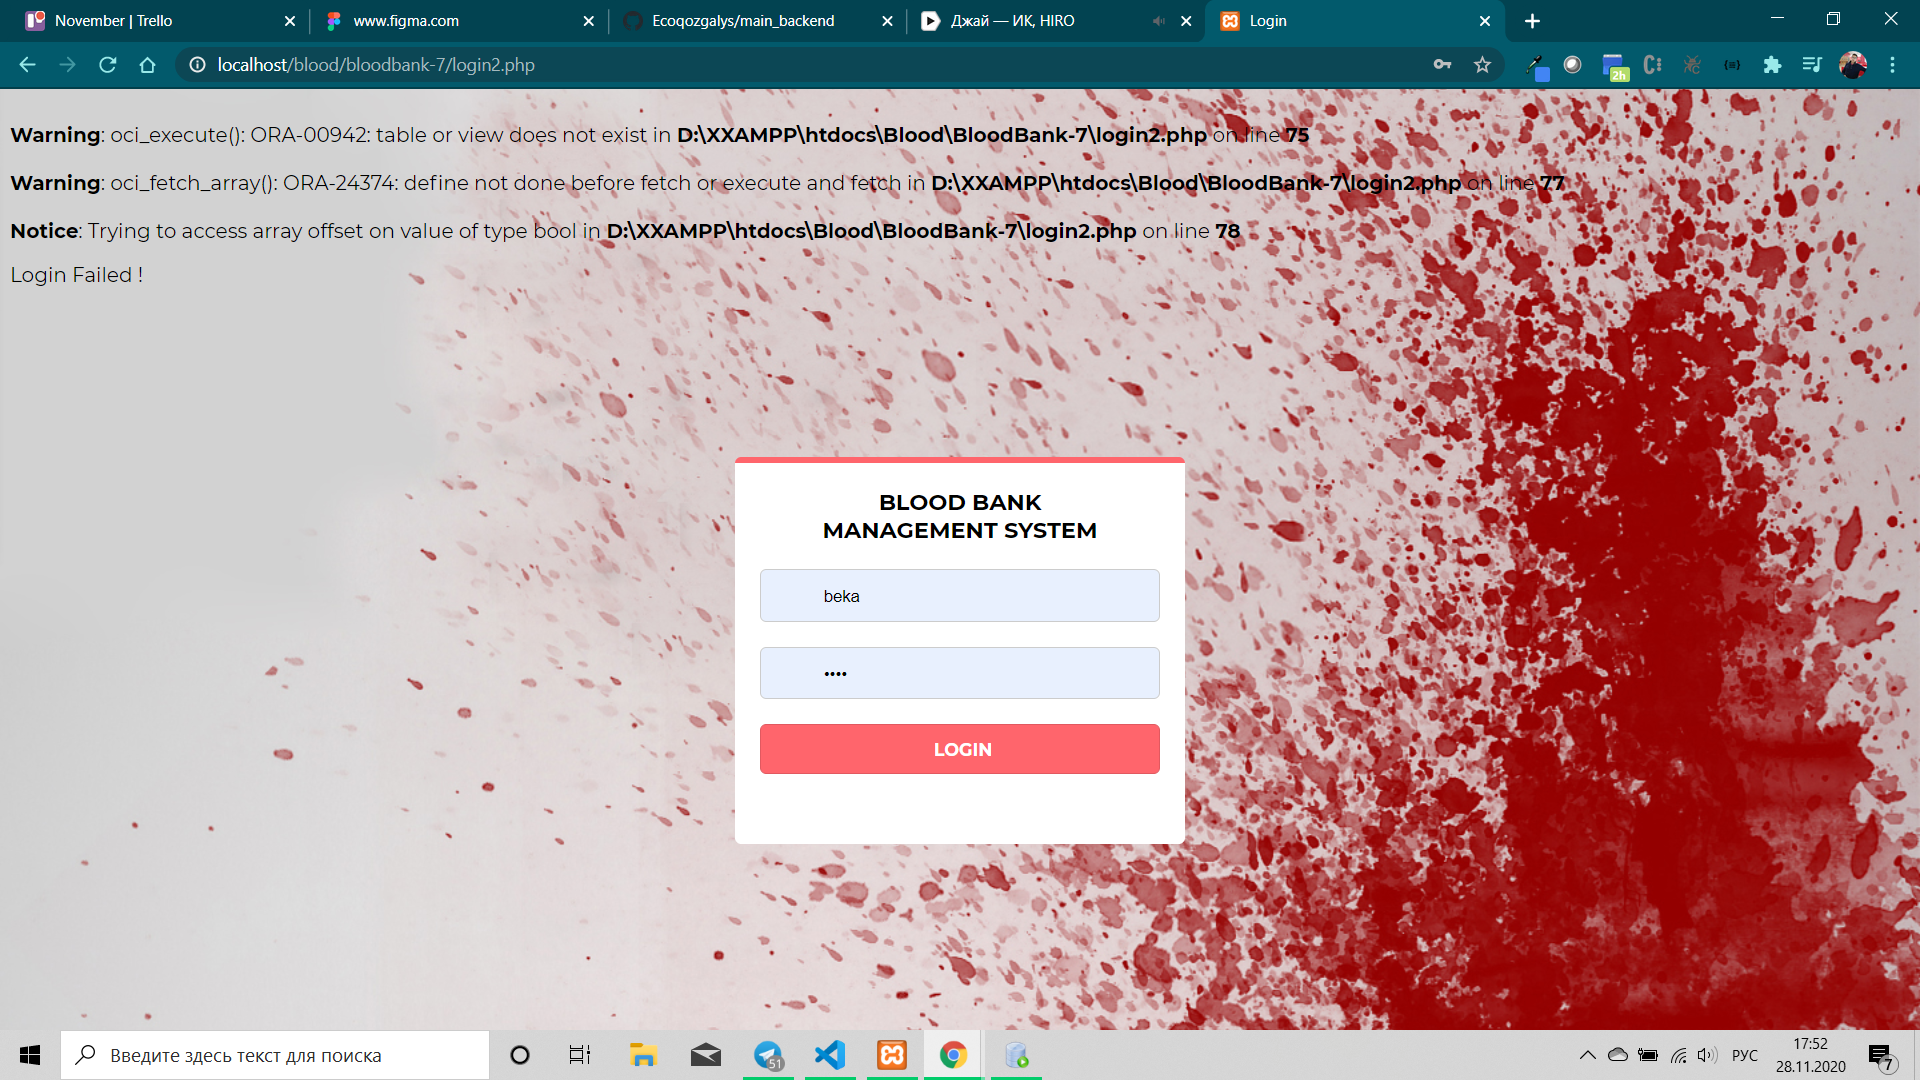 November | Trello
www.figma.com
Ecoqozgalys/main_backend
Джай — ИК, HIRO
Login
localhost/blood/bloodbank-7/login2.php
2h
Warning: oci_execute(): ORA-00942: table or view does not exist in D:\XXAMPP\htdocs\Blood\BloodBank-7\login2.php on line 75
Warning: oci_fetch_array(): ORA-24374: define not done before fetch or execute and fetch in D:\XXAMPP\htdocs\Blood\BloodBank-7\login2.php on line 77
Notice: Trying to access array offset on value of type bool in D:\XXAMPP\htdocs\Blood\BloodBank-7\login2.php on line 78
Login Failed !
BLOOD BANK
MANAGEMENT SYSTEM
beka
••••
LOGIN
Введите здесь текст для поиска
51
РУС
17:52
28.11.2020
7